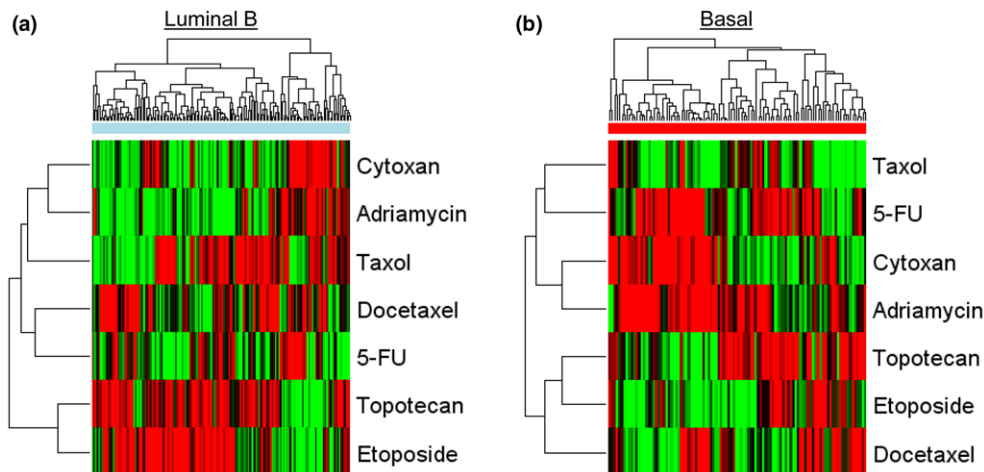 (a)
Luminal B
Cytoxan
Adriamycin
Taxol
Docetaxel
5-FU
Topotecan
Etoposide
(b)
Basal
Taxol
5-FU
Cytoxan
Adriamycin
Topotecan
Etoposide
Docetaxel